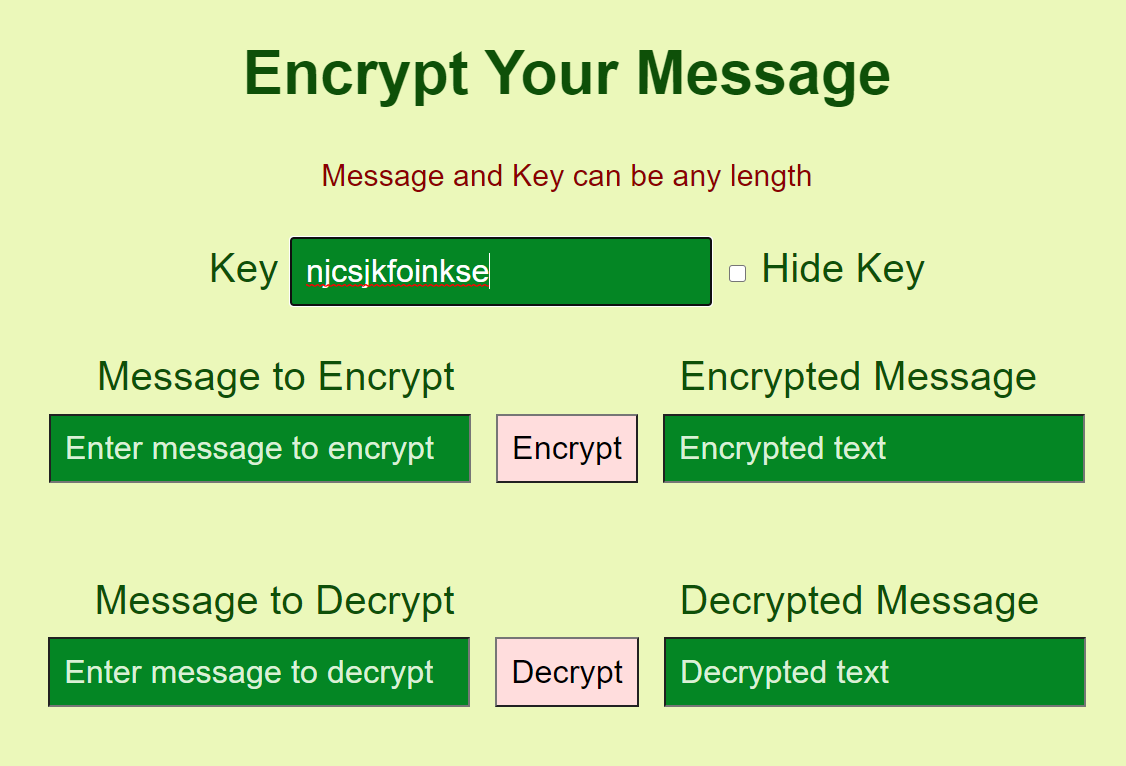 Encrypt Your Message
Message and Key can be any length
Key njcsjkfoinkse Hide Key
Message to Encrypt Encrypted Message
Enter message to encrypt Encrypt Encrypted text
Message to Decrypt Decrypted Message
Enter message to decrypt Decrypt Decrypted text